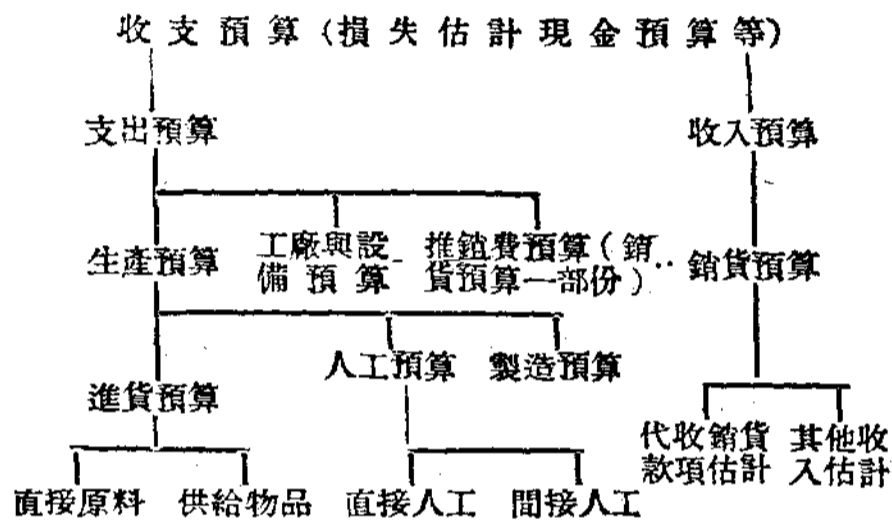 收支預算(損失估計現金預算等)
支出預算
收入預算
生產預算
工廠與設
備預算
推銷費預算(銷
貨預算一部份)
銷貨預算
人工預算
製造預算
進貨預算
代收銷貨
款項估計
其他收
入估計
直接原料
供給物品
直接人工
間接人工